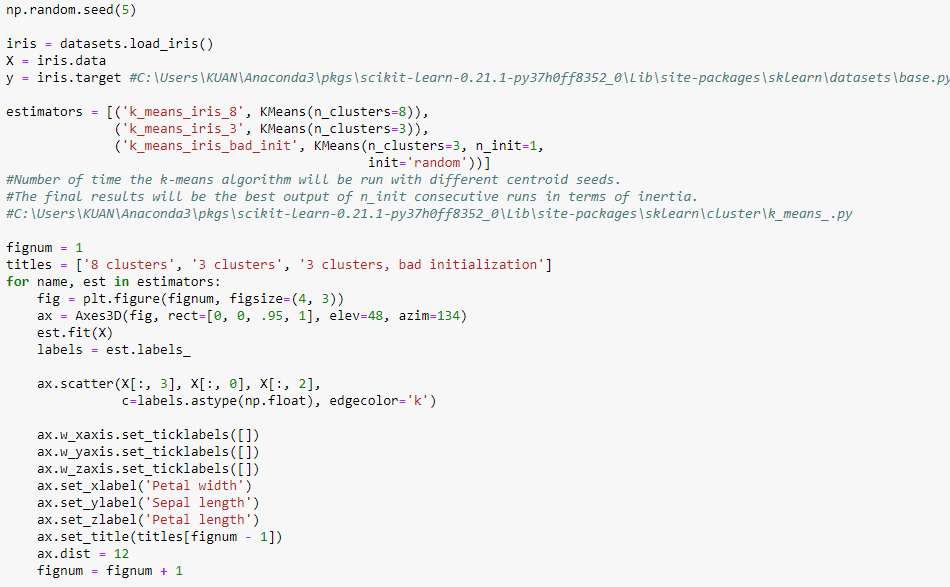 np.random.seed(5)
iris = datasets.load_iris()
X = iris.data
y = iris.target #C:\Users\KUAN\Anaconda3\pkgs\scikit-learn-0.21.1-py37h0ff8352_0\Lib\site-packages\sklearn\datasets\base.py
estimators = [('k_means_iris_8', KMeans(n_clusters=8)),
              ('k_means_iris_3', KMeans(n_clusters=3)),
              ('k_means_iris_bad_init', KMeans(n_clusters=3, n_init=1,
                                               init='random'))]
#Number of time the k-means algorithm will be run with different centroid seeds.
#The final results will be the best output of n_init consecutive runs in terms of inertia.
#C:\Users\KUAN\Anaconda3\pkgs\scikit-learn-0.21.1-py37h0ff8352_0\Lib\site-packages\sklearn\cluster\k_means_.py
fignum = 1
titles = ['8 clusters', '3 clusters', '3 clusters, bad initialization']
for name, est in estimators:
    fig = plt.figure(fignum, figsize=(4, 3))
    ax = Axes3D(fig, rect=[0, 0, .95, 1], elev=48, azim=134)
    est.fit(X)
    labels = est.labels_
    ax.scatter(X[:, 3], X[:, 0], X[:, 2],
               c=labels.astype(np.float), edgecolor='k')
    ax.w_xaxis.set_ticklabels([])
    ax.w_yaxis.set_ticklabels([])
    ax.w_zaxis.set_ticklabels([])
    ax.set_xlabel('Petal width')
    ax.set_ylabel('Sepal length')
    ax.set_zlabel('Petal length')
    ax.set_title(titles[fignum - 1])
    ax.dist = 12
    fignum = fignum + 1